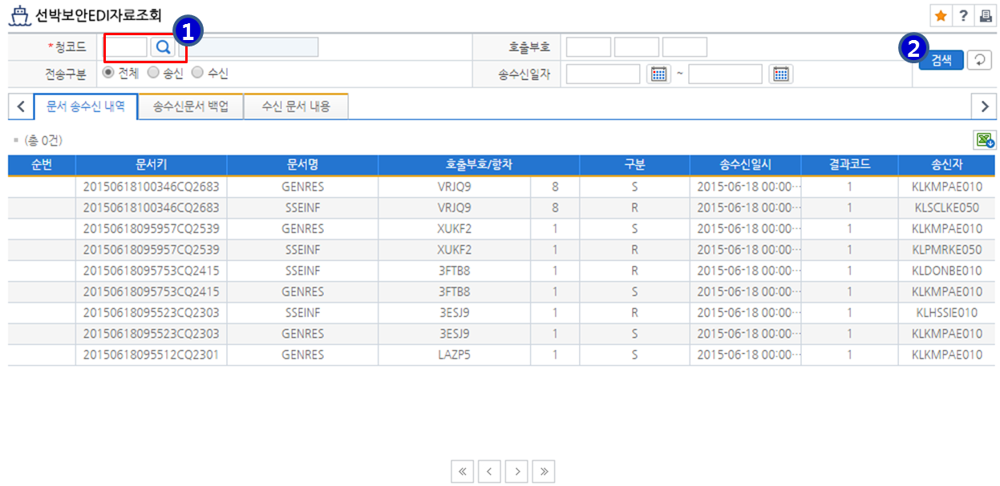 선박보안EDI자료조회
?
1
2
*청코드
호출부호
검색
전송구분 전체 송신 수신
송수신일자 ~
문서 송수신 내역 송수신문서 백업 수신 문서 내용
(총 0건)
순번 문서키 문서명 호출부호/항차 구분 송수신일시 결과코드 송신자
20150618100346CQ2683 GENRES VRJQ9 8 S 2015-06-18 00:00··· 1 KLKMPAE010
20150618100346CQ2683 SSEINF VRJQ9 8 R 2015-06-18 00:00··· 1 KLSCLKE050
20150618095957CQ2539 GENRES XUKF2 1 S 2015-06-18 00:00··· 1 KLKMPAE010
20150618095957CQ2539 SSEINF XUKF2 1 R 2015-06-18 00:00··· 1 KLPMRKE050
20150618095753CQ2415 SSEINF 3FTB8 1 R 2015-06-18 00:00··· 1 KLDONBE010
20150618095753CQ2415 GENRES 3FTB8 1 S 2015-06-18 00:00··· 1 KLKMPAE010
20150618095523CQ2303 SSEINF 3ESJ9 1 R 2015-06-18 00:00··· 1 KLHSSIE010
20150618095523CQ2303 GENRES 3ESJ9 1 S 2015-06-18 00:00··· 1 KLKMPAE010
20150618095512CQ2301 GENRES LAZP5 1 S 2015-06-18 00:00··· 1 KLKMPAE010